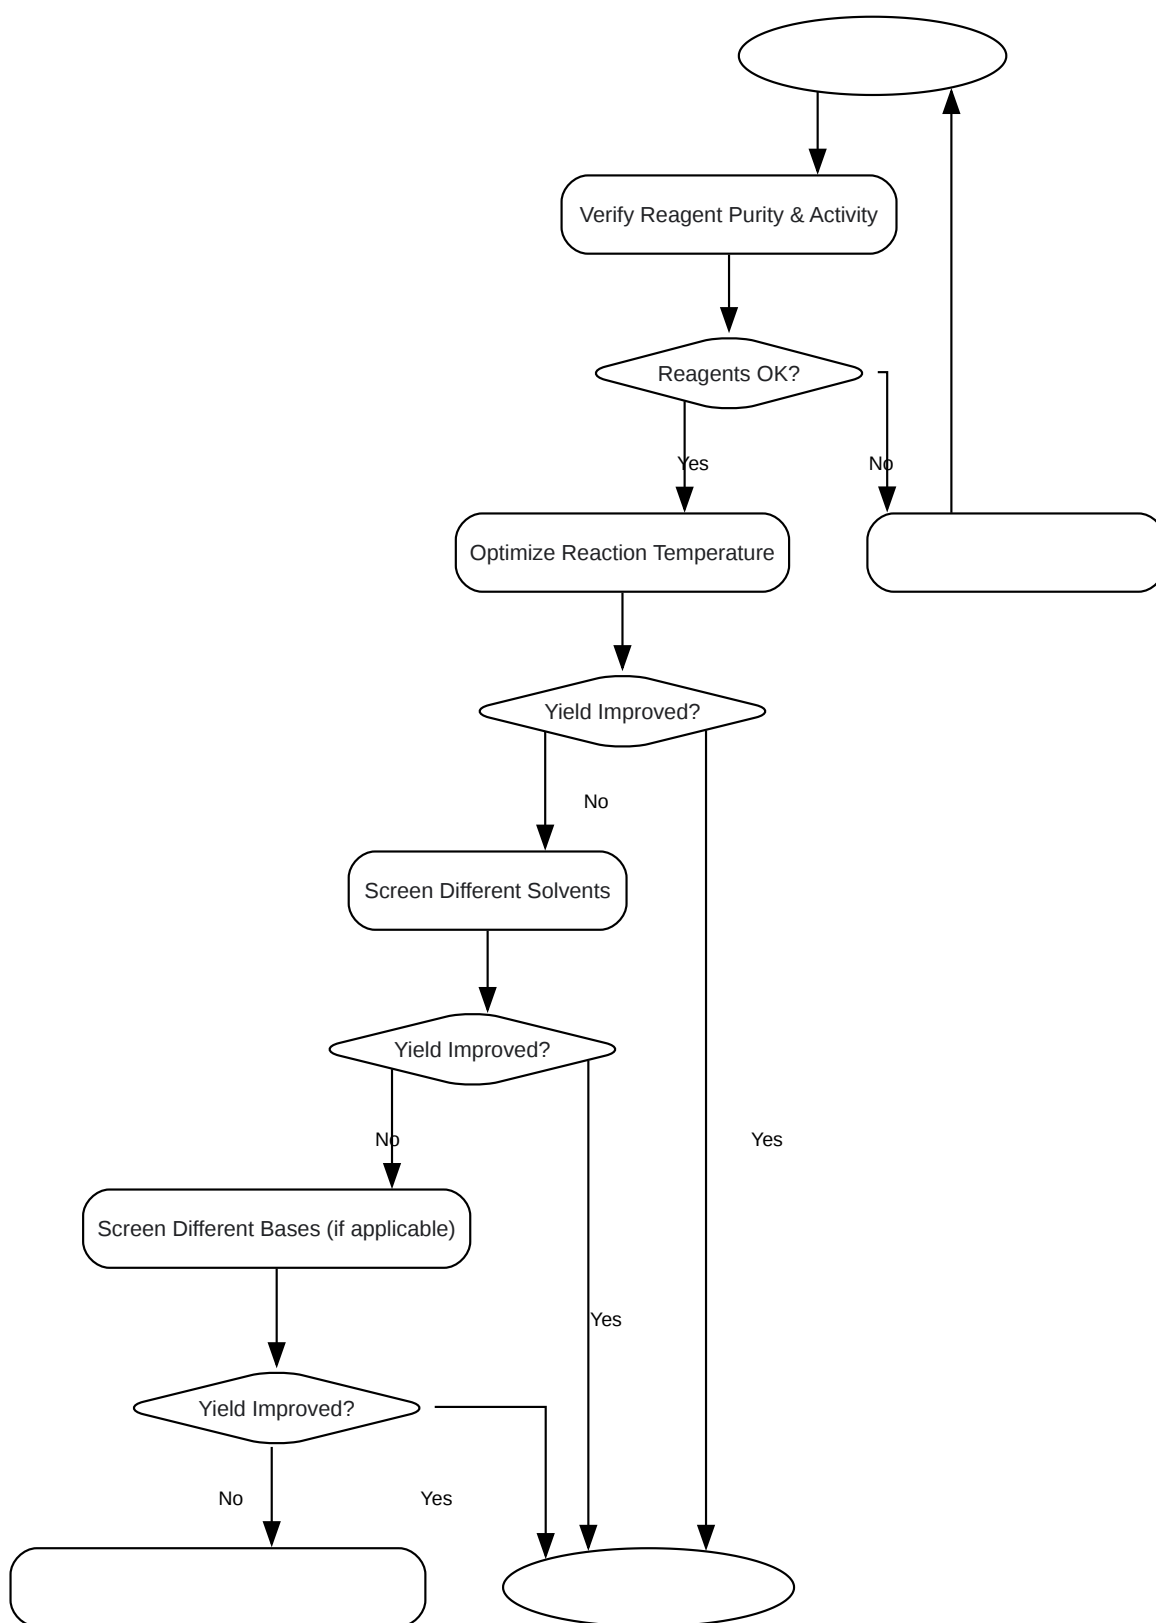 Verify Reagent Purity & Activity
Reagents OK?
Yes
No
Optimize Reaction Temperature
Yield Improved?
No
Screen Different Solvents
Yield Improved?
No
Yes
Screen Different Bases (if applicable)
Yes
Yield Improved?
No
Yes